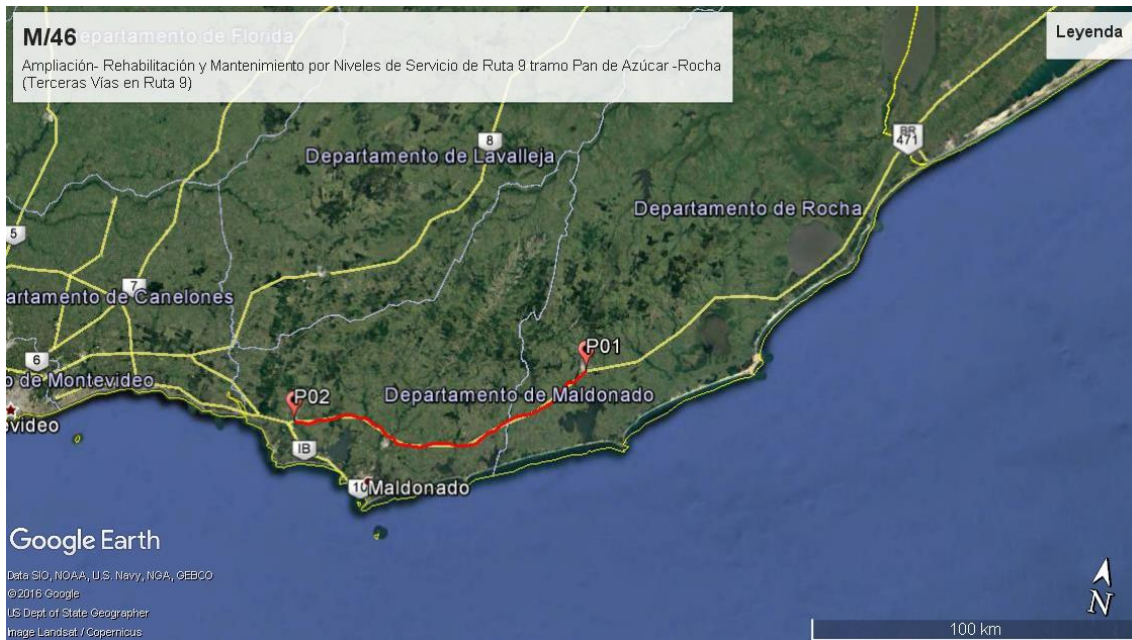 M/46
epartamento de Florida
Ampliación- Rehabilitación y Mantenimiento por Niveles de Servicio de Ruta 9 tramo Pan de Azúcar -Rocha
(Terceras Vías en Ruta 9)
Leyenda
8
BR
471
Departamento de Lavalleja
Departamento de Rocha
5
7
artamento de Canelones
6
o de Montevideo
P01
P02
Departamento de Maldonado
evideo
IB
10
Maldonado
Google Earth
Data SIO, NOAA, U.S. Navy, NGA, GEBCO
©2016 Google
US Dept of State Geographer
Image Landsat / Copernicus
N
100 km